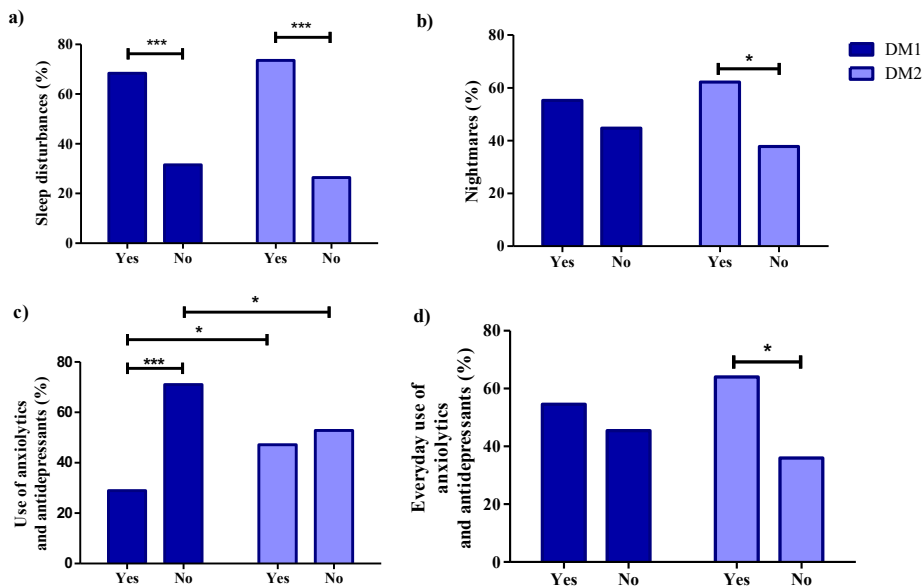 a)
Sleep disturbances (%)
80
60
40
20
0
***
***
Yes
No
Yes
No
b)
Nightmares (%)
80
60
40
20
0
*
Yes
No
Yes
No
DM1
DM2
c)
Use of anxiolytics
and antidepressants (%)
80
60
40
20
0
*
*
***
Yes
No
Yes
No
d)
Everyday use of
anxiolytics
and antidepressants (%)
80
60
40
20
0
*
Yes
No
Yes
No